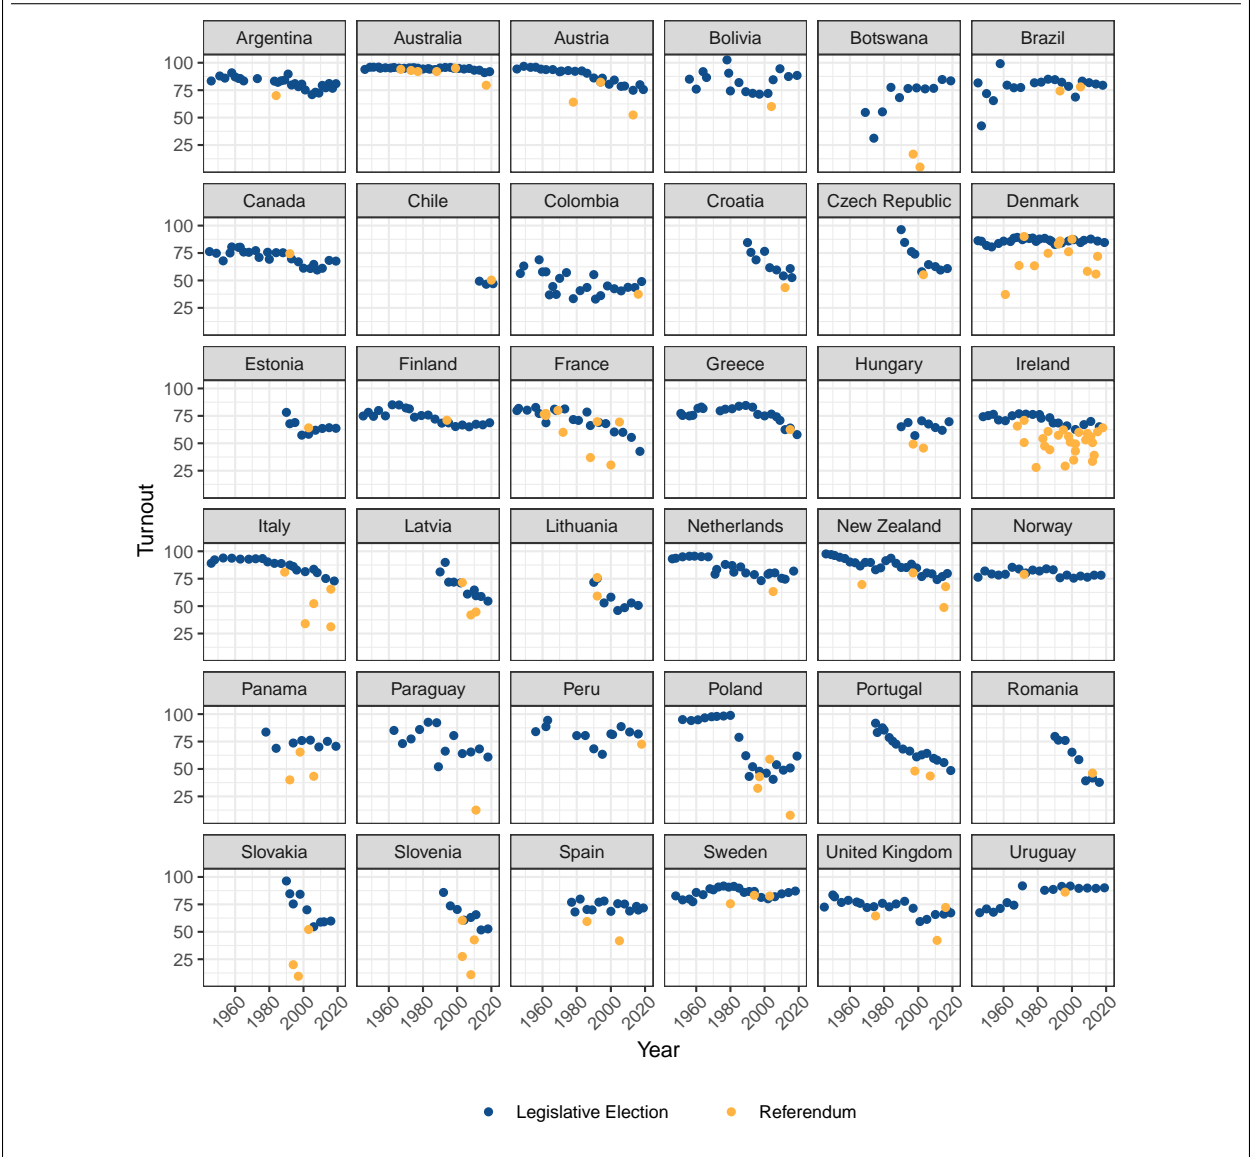 Argentina Australia Austria Bolivia Botswana Brazil
100
75
50
25
Canada Chile Colombia Croatia Czech Republic Denmark
100
75
50
25
Estonia Finland France Greece Hungary Ireland
100
75
50
25
Turnout
Italy Latvia Lithuania Netherlands New Zealand Norway
100
75
50
25
Panama Paraguay Peru Poland Portugal Romania
100
75
50
25
Slovakia Slovenia Spain Sweden United Kingdom Uruguay
100
75
50
25
1960 1980 2000 2020 1960 1980 2000 2020 1960 1980 2000 2020 1960 1980 2000 2020 1960 1980 2000 2020 1960 1980 2000 2020
Year
Legislative Election Referendum